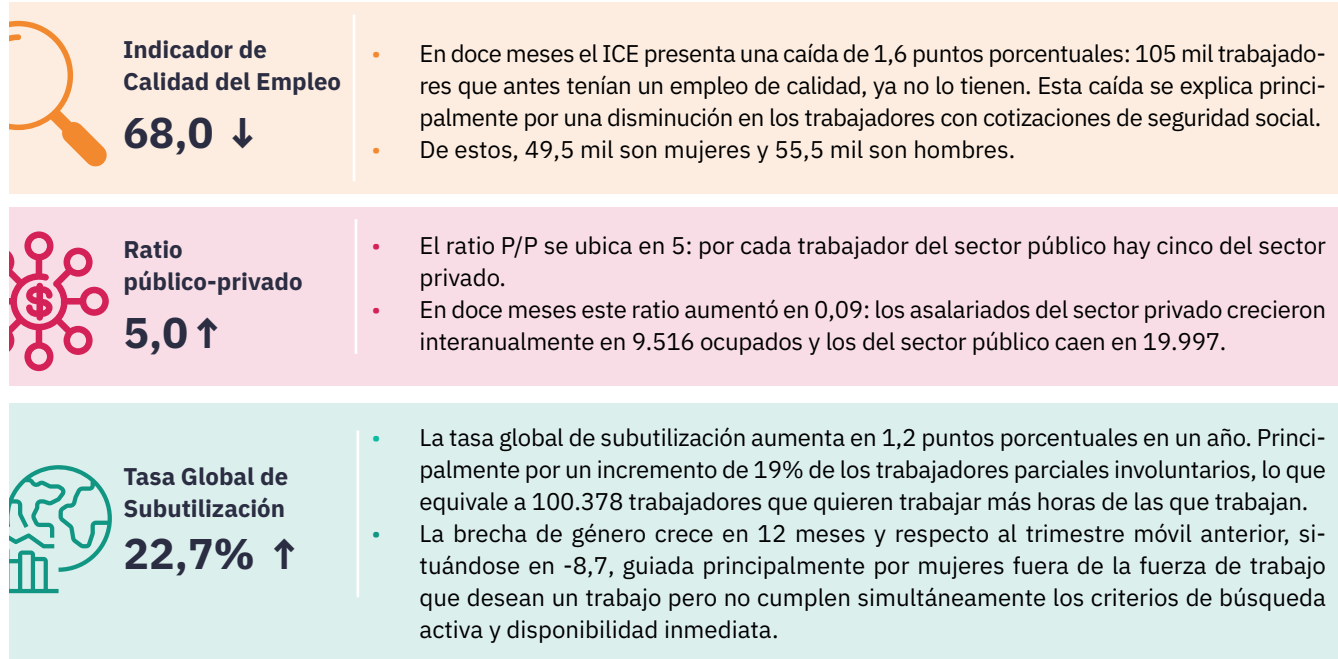 Indicador de
Calidad del Empleo
68,0 ↓
• En doce meses el ICE presenta una caída de 1,6 puntos porcentuales: 105 mil trabajado-
res que antes tenían un empleo de calidad, ya no lo tienen. Esta caída se explica princi-
palmente por una disminución en los trabajadores con cotizaciones de seguridad social.
• De estos, 49,5 mil son mujeres y 55,5 mil son hombres.
Ratio
público-privado
5,0 ↑
• El ratio P/P se ubica en 5: por cada trabajador del sector público hay cinco del sector
privado.
• En doce meses este ratio aumentó en 0,09: los asalariados del sector privado crecieron
interanualmente en 9.516 ocupados y los del sector público caen en 19.997.
$
Tasa Global de
Subutilización
22,7% ↑
• La tasa global de subutilización aumenta en 1,2 puntos porcentuales en un año. Princi-
palmente por un incremento de 19% de los trabajadores parciales involuntarios, lo que
equivale a 100.378 trabajadores que quieren trabajar más horas de las que trabajan.
• La brecha de género crece en 12 meses y respecto al trimestre móvil anterior, si-
tuándose en -8,7, guiada principalmente por mujeres fuera de la fuerza de trabajo
que desean un trabajo pero no cumplen simultáneamente los criterios de búsqueda
activa y disponibilidad inmediata.